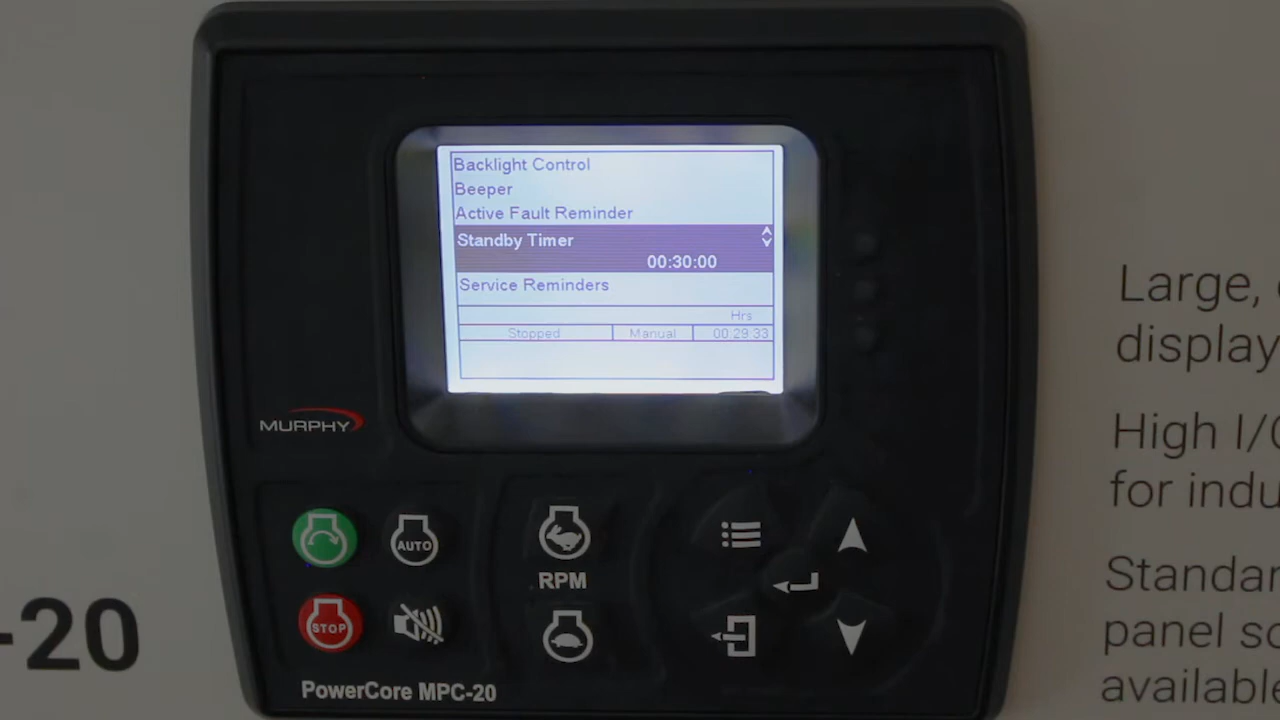 Backlight Control
Beeper
Active Fault Reminder
Standby Timer
00:30:00
Service Reminders
Hrs
Stopped Manual 00:29:33
MURPHY
AUTO
RPM
STOP
PowerCore MPC-20
-20
Large,
display
High I/O
for indu
Standar
panel so
available